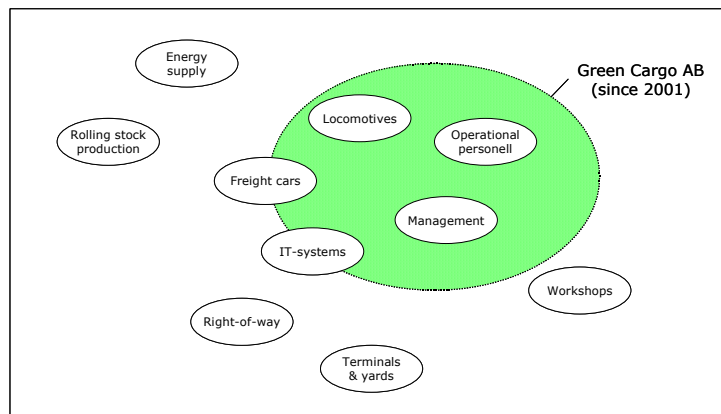 Energy
supply
Green Cargo AB
(since 2001)
Locomotives
Rolling stock
production
Operational
personell
Freight cars
Management
IT-systems
Workshops
Right-of-way
Terminals
& yards